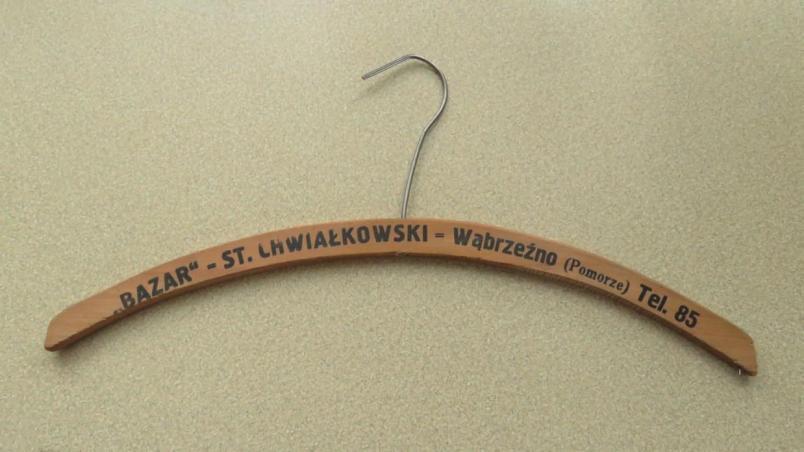 „BAZAR“ - ST. CHWIAŁKOWSKI - Wąbrzeźno (Pomorze) Tel. 85